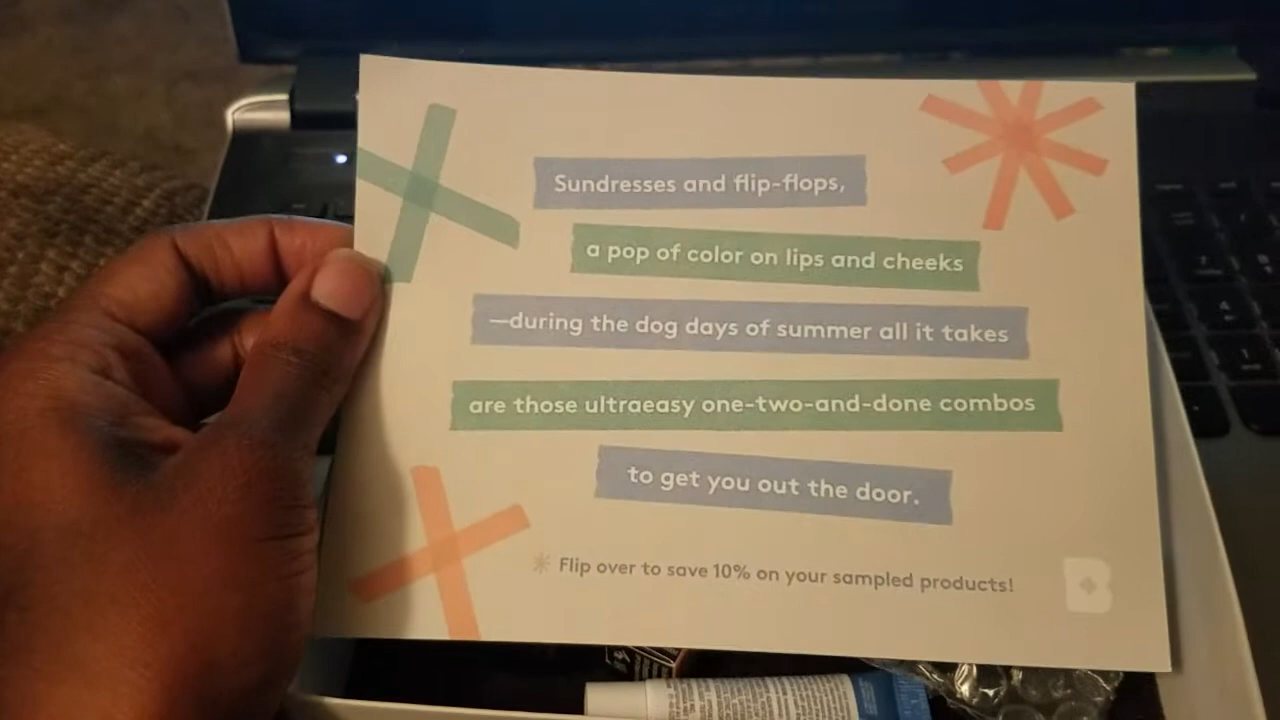 Sundresses and flip-flops,
a pop of color on lips and cheeks
—during the dog days of summer all it takes
are those ultraeasy one-two-and-done combos
to get you out the door.
Flip over to save 10% on your sampled products!
B